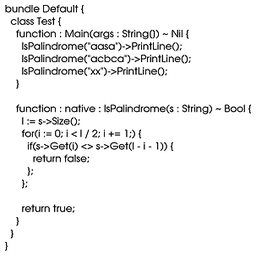 bundle Default {
class Test {
function : Main(args : String[]) ~ Nil {
IsPalindrome("aasa")->PrintLine();
IsPalindrome("acbca")->PrintLine();
IsPalindrome("xx")->PrintLine();
}
function : native : IsPalindrome(s : String) ~ Bool {
l := s->Size();
for(i := 0; i < l / 2; i += 1;) {
if(s->Get(i) <> s->Get(l - i - 1)) {
return false;
};
};
return true;
}
}
}